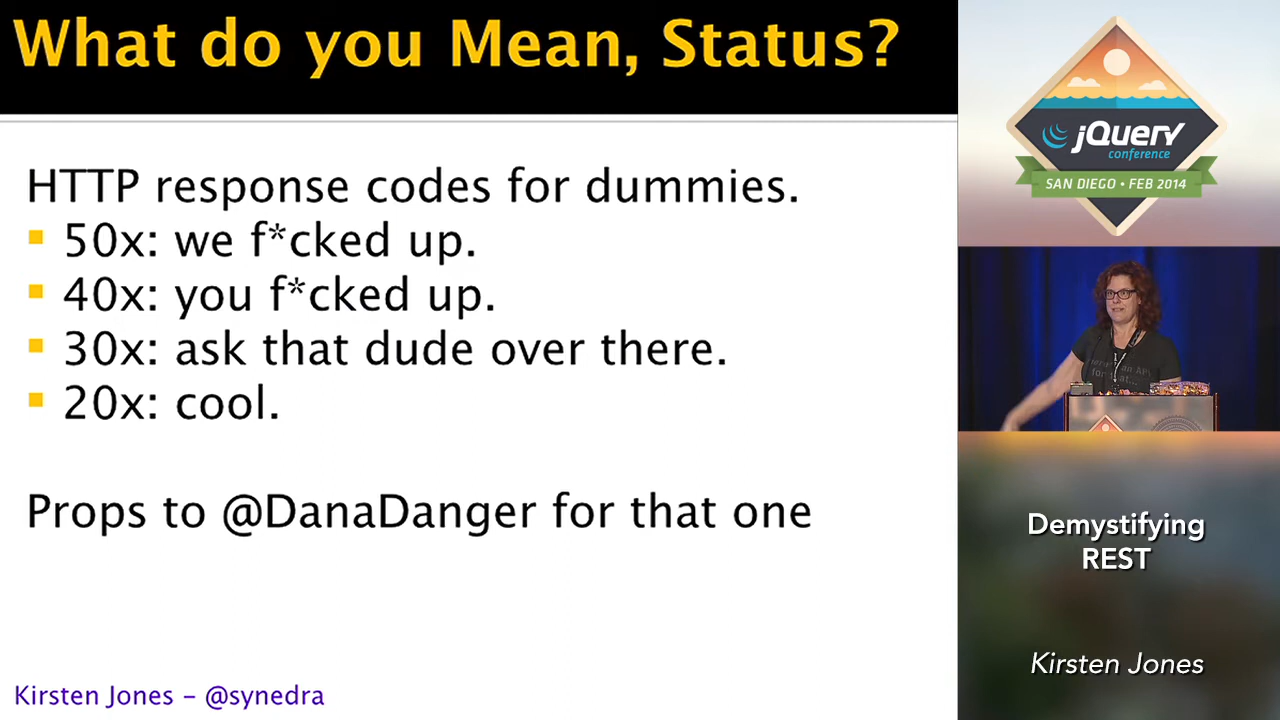 What do you Mean, Status?
HTTP response codes for dummies.
50x: we f*cked up.
40x: you f*cked up.
30x: ask that dude over there.
20x: cool.
Props to @DanaDanger for that one
Kirsten Jones – @synedra
jQuery
conference
SAN DIEGO • FEB 2014
Demystifying
REST
Kirsten Jones